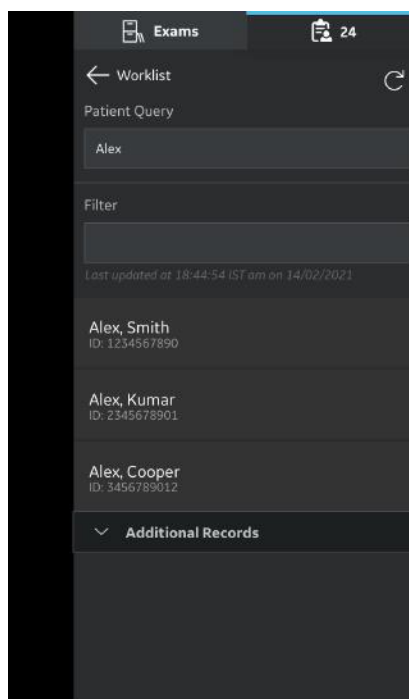 Exams
24
Worklist
Patient Query
Alex
Filter
Last updated at 18:44:54 IST am on 14/02/2021
Alex, Smith
ID: 1234567890
Alex, Kumar
ID: 2345678901
Alex, Cooper
ID: 3456789012
Additional Records